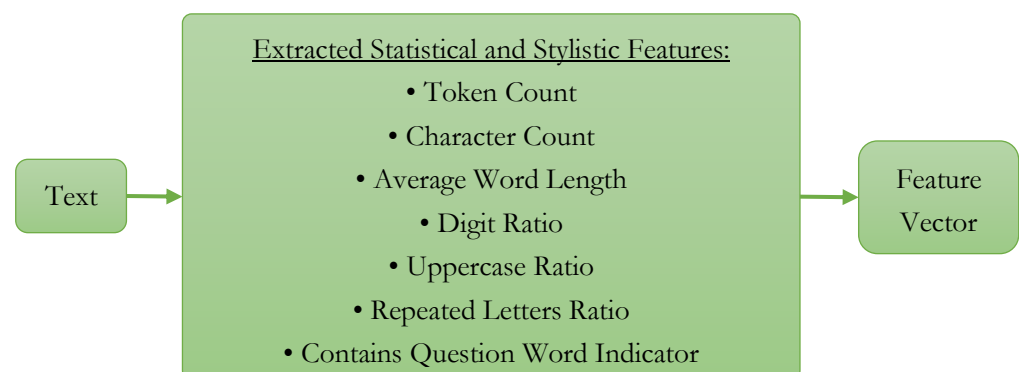 Extracted Statistical and Stylistic Features:
• Token Count
• Character Count
• Average Word Length
• Digit Ratio
• Uppercase Ratio
• Repeated Letters Ratio
• Contains Question Word Indicator
Text
Feature
Vector